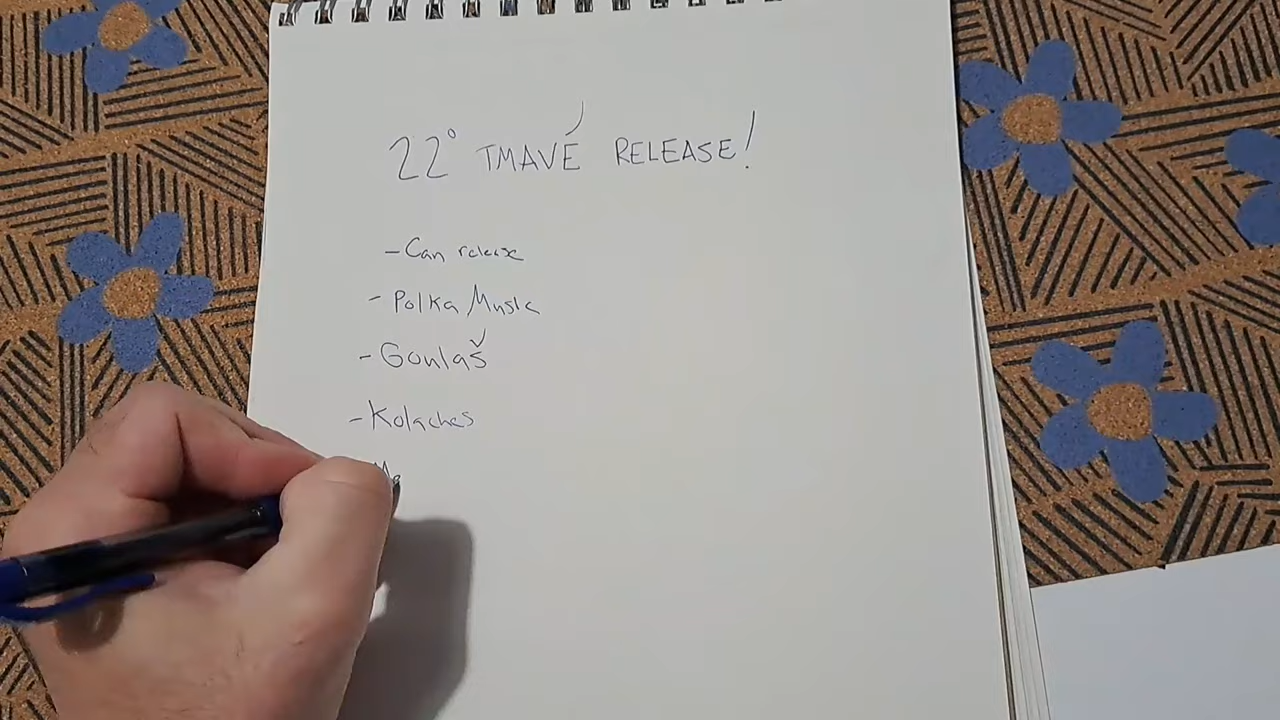 22° TMAVÉ RELEASE!
- Can release
- Polka Music
- Goulaš
- Kolaches